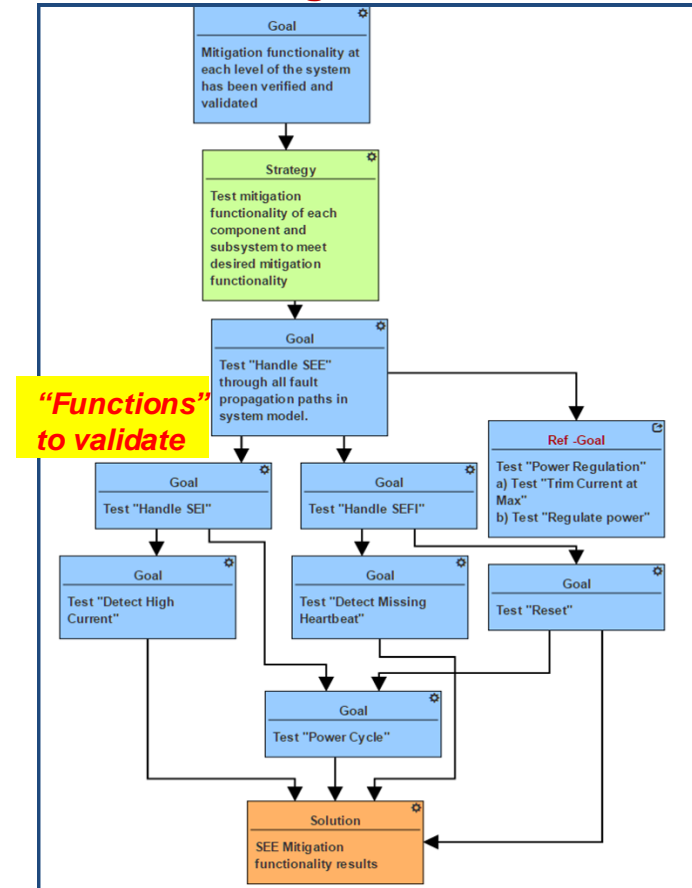 Goal
Mitigation functionality at
each level of the system
has been verified and
validated
Strategy
Test mitigation
functionality of each
component and
subsystem to meet
desired mitigation
functionality
Goal
Test "Handle SEE"
through all fault
propagation paths in
system model.
“Functions”
to validate
Ref -Goal
Test "Power Regulation"
a) Test "Trim Current at
Max"
b) Test "Regulate power"
Goal
Test "Handle SEI"
Goal
Test "Handle SEFI"
Goal
Test "Detect High
Current"
Goal
Test "Detect Missing
Heartbeat"
Goal
Test "Reset"
Goal
Test "Power Cycle"
Solution
SEE Mitigation
functionality results